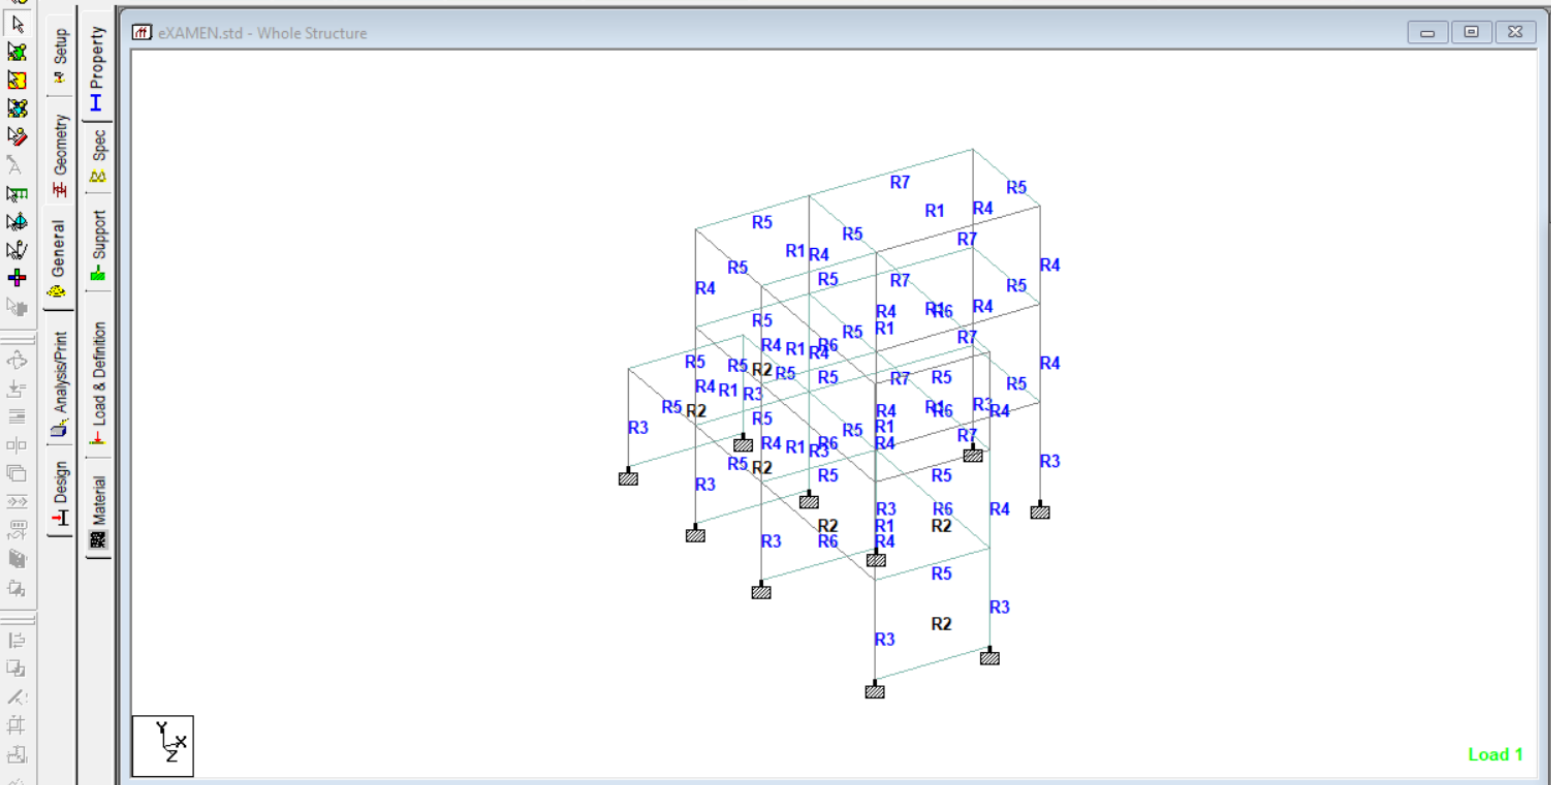 eXAMEN.std - Whole Structure
Setup
Geometry
General
Analysis/Print
Design
Property
Spec
Support
Load & Definition
Material
R7
R5
R1 R4
R5
R5
R7
R1 R4
R4
R5
R4
R5
R7
R5
R4
R1 R6
R4
R5
R1
R5
R6
R7
R4 R1
R4
R5
R5
R2
R4
R5
R5
R7
R5
R5
R4 R1
R3
R3
R5
R2
R4
R1 R6
R4
R5
R1
R3
R5
R7
R4 R1
R6
R3
R4
R5
R2
R3
R5
R5
R3
R3
R6
R4
R2
R1
R2
R3
R6
R4
R5
R3
R2
R3
Y
X
Z
Load 1